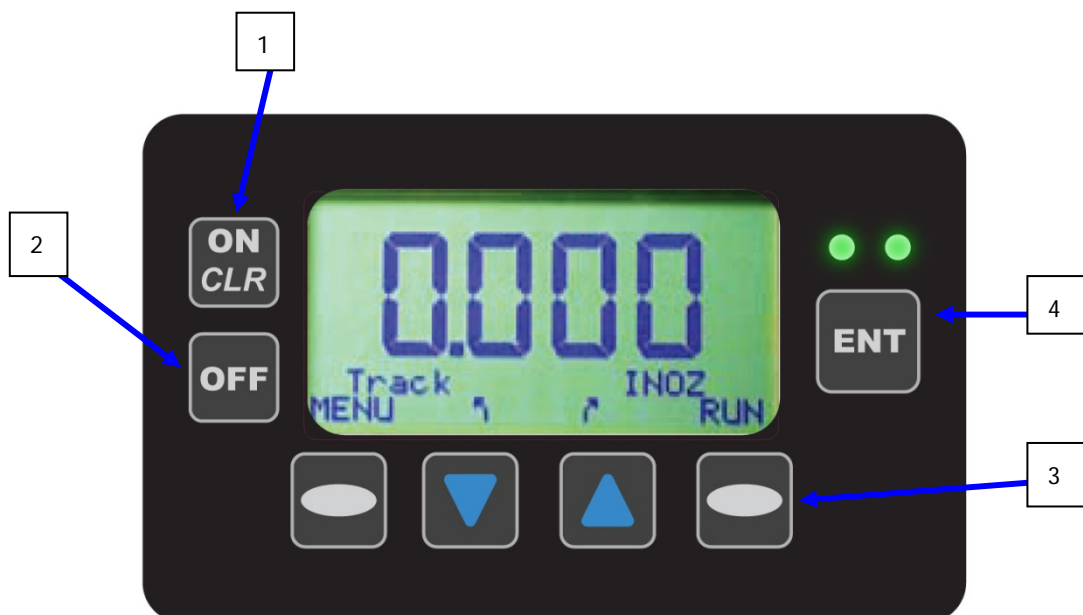 1
2
ON
CLR
OFF
0.000
Track INOZ
MENU RUN
ENT
4
3